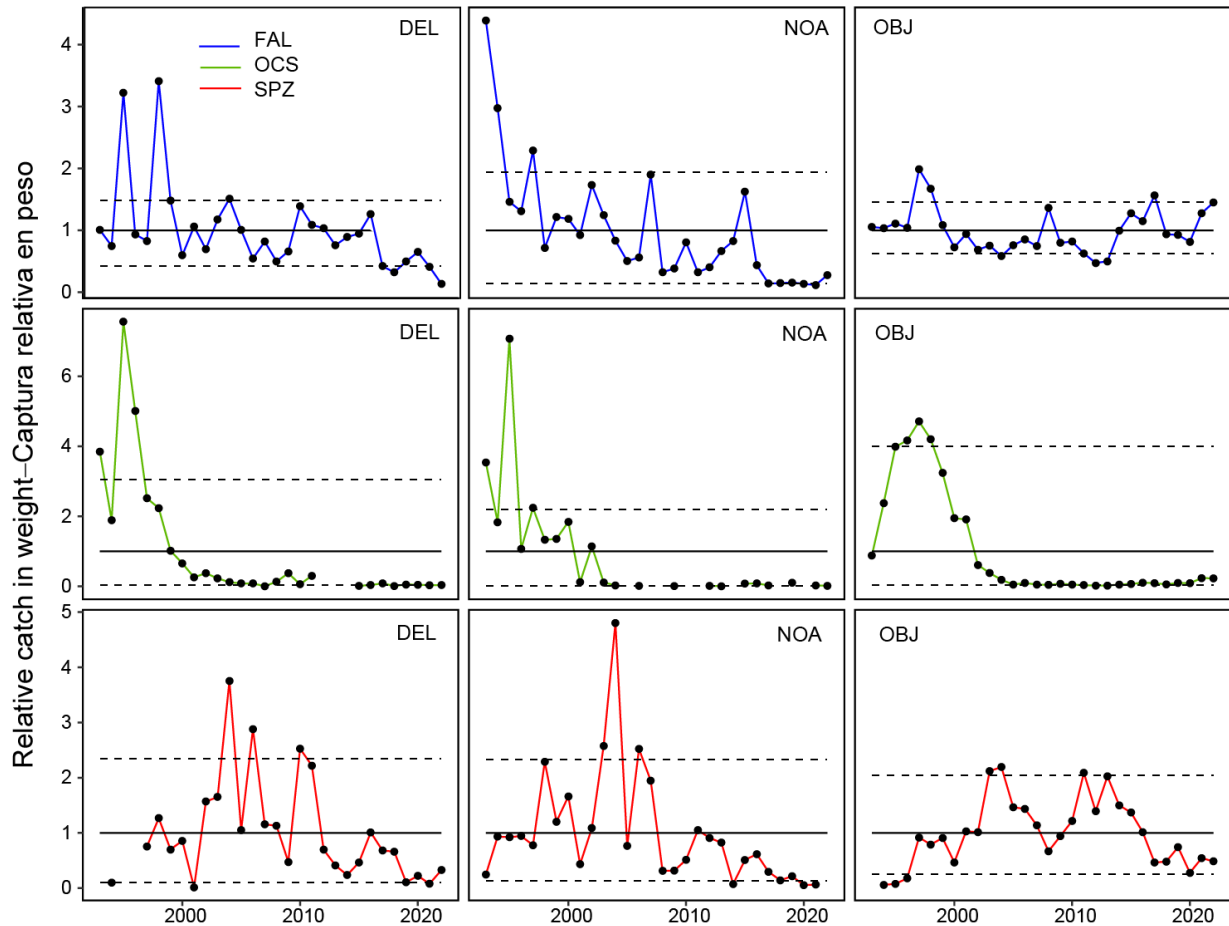 Relative catch in weight–Captura relativa en peso
DEL
NOA
OBJ
FAL
OCS
SPZ
4
3
2
1
0
DEL
NOA
OBJ
6
4
2
0
DEL
NOA
OBJ
5
4
3
2
1
0
2000 2010 2020
2000 2010 2020
2000 2010 2020